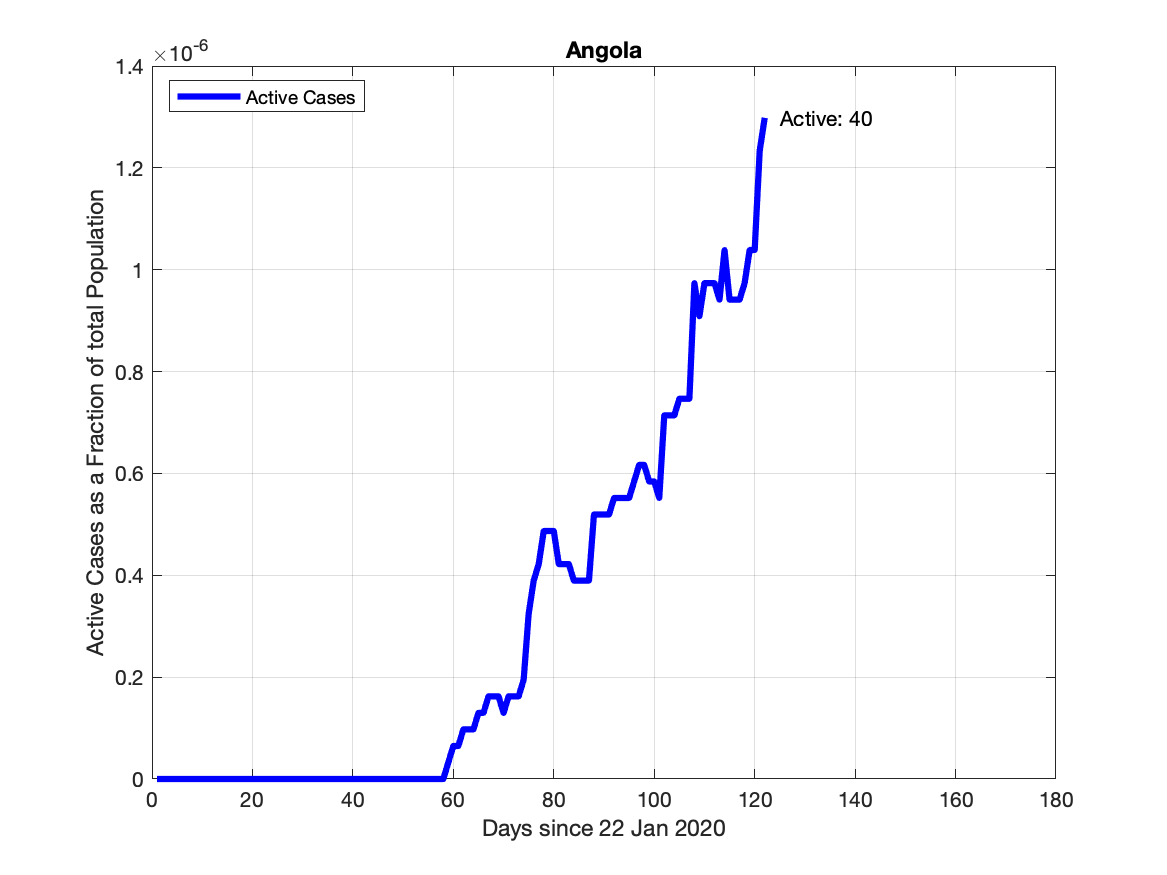 Angola
×10-6
1.4
1.2
1
0.8
0.6
0.4
0.2
0
Active Cases
Active: 40
Active Cases as a Fraction of total Population
0 20 40 60 80 100 120 140 160 180
Days since 22 Jan 2020